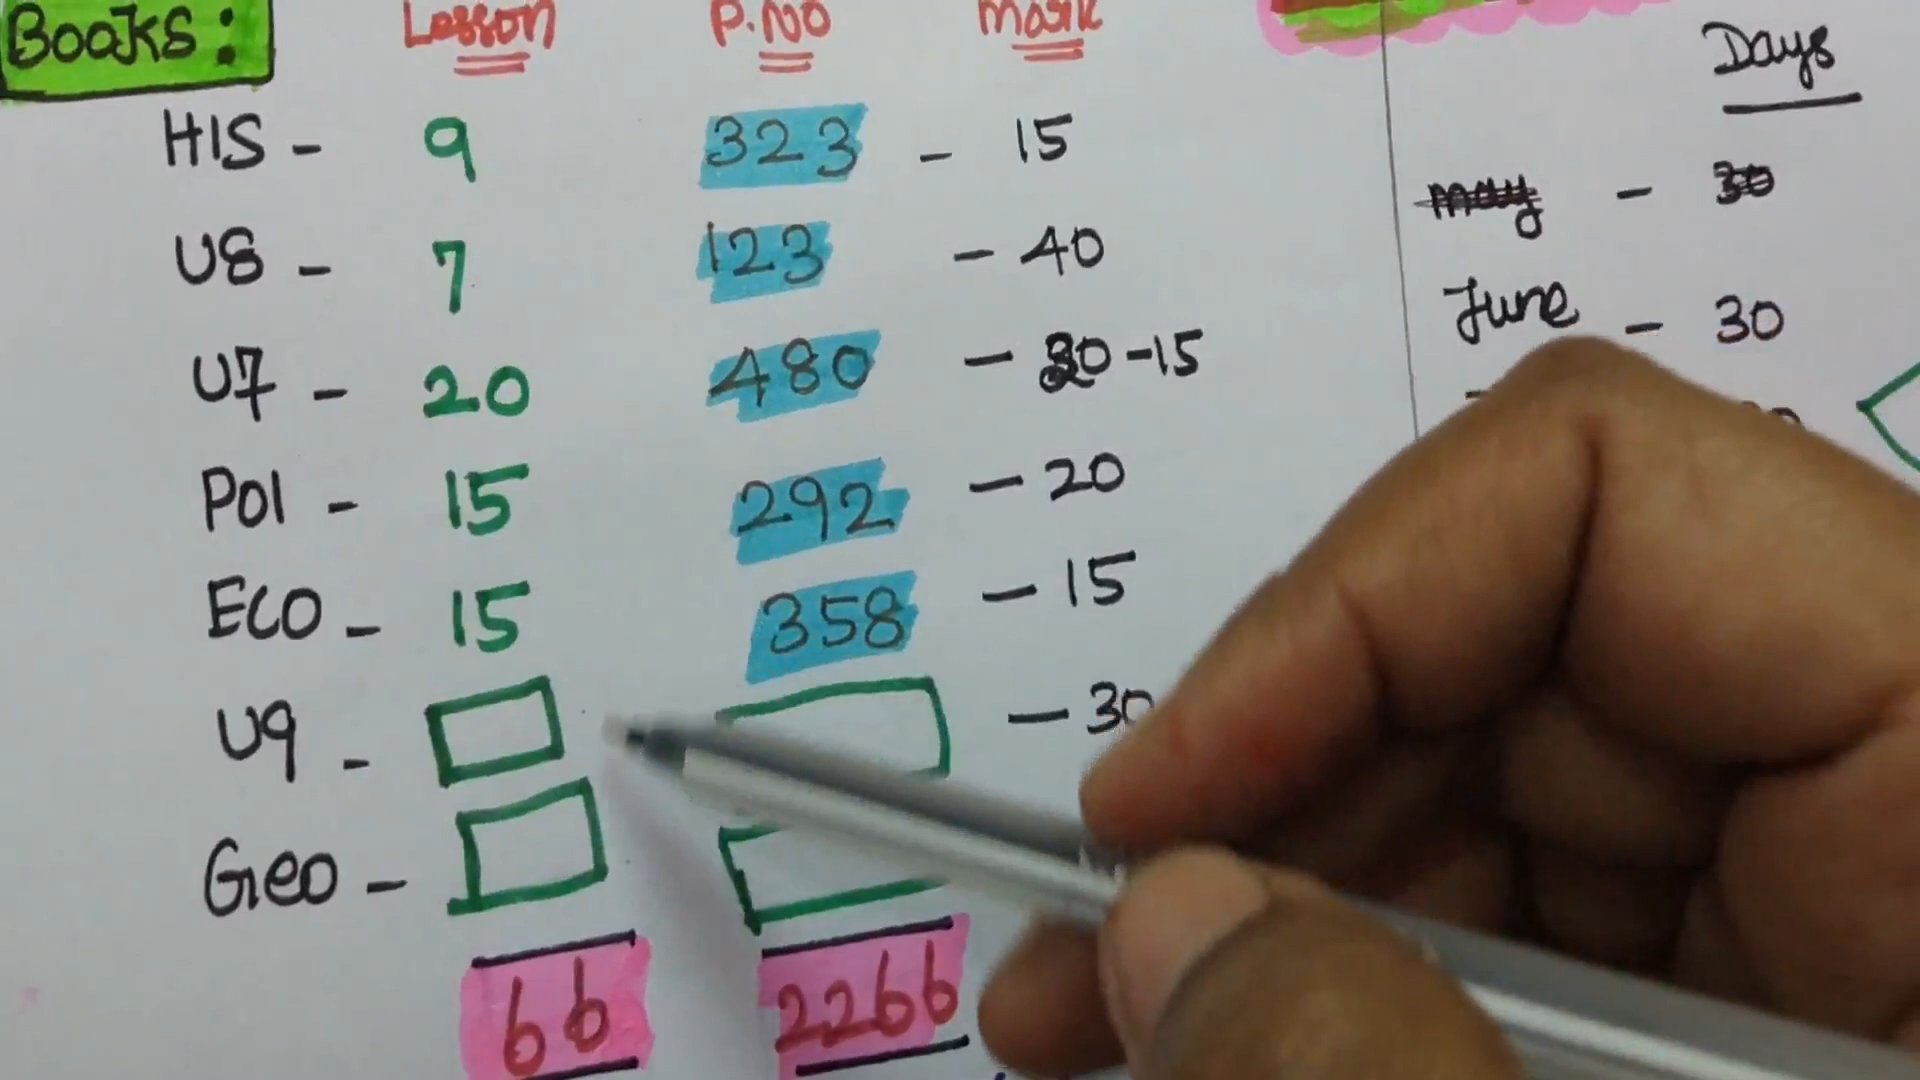 Books: Lesson P.No Mark
HIS - 9 323 - 15
U8 - 7 123 - 40
U7 - 20 480 - 20-15
Pol - 15 292 - 20
ECO - 15 358 - 15
U9 - - 30
Geo -
66 2266
Days
may - 30
June - 30